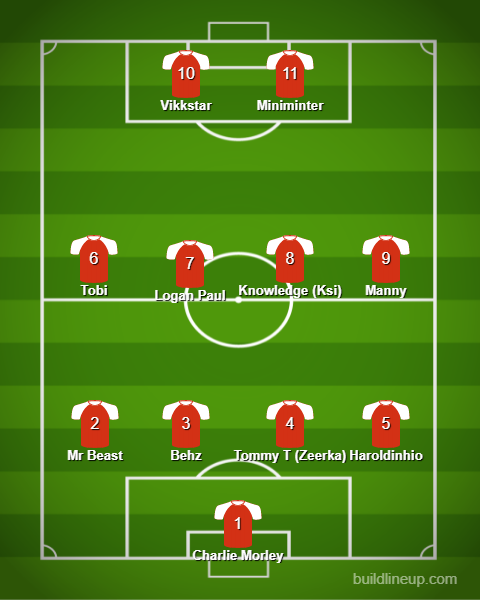 10
11
Vikkstar
Miniminter
6
7
8
9
Tobi
Logan Paul
Knowledge (Ksi)
Manny
2
3
4
5
Mr Beast
Behz
Tommy T (Zeerka)
Haroldinhio
1
Charlie Morley
buildlineup.com